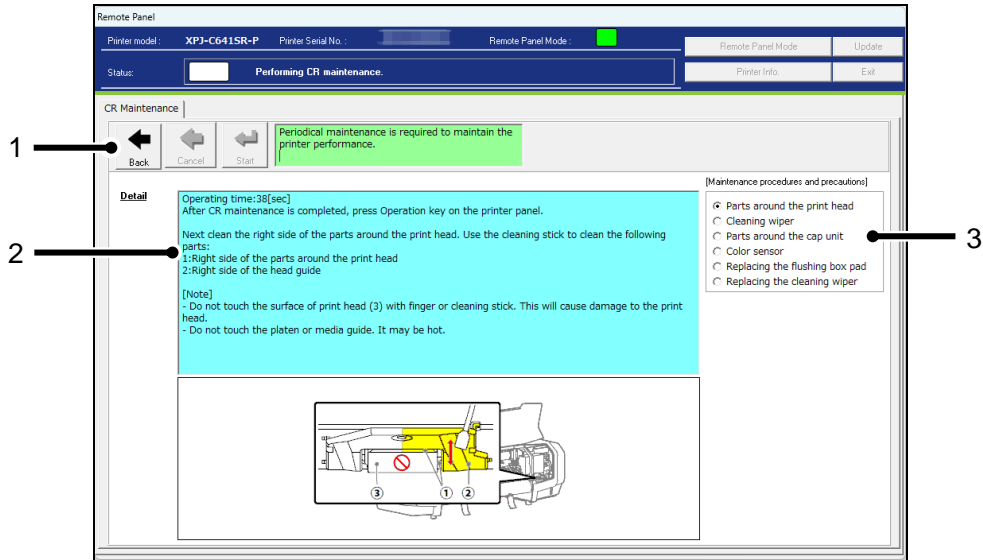 Remote Panel
Printer model : XPJ-C641SR-P Printer Serial No. : Remote Panel Mode :
Remote Panel Mode Update
Status: Performing CR maintenance.
Printer Info. Exit
CR Maintenance
1
Back Cancel Start
Periodical maintenance is required to maintain the
printer performance.
[Maintenance procedures and precautions]
Detail
Operating time:38[sec]
After CR maintenance is completed, press Operation key on the printer panel.
Next clean the right side of the parts around the print head. Use the cleaning stick to clean the following
parts:
1:Right side of the parts around the print head
2:Right side of the head guide
[Note]
- Do not touch the surface of print head (3) with finger or cleaning stick. This will cause damage to the print
head.
- Do not touch the platen or media guide. It may be hot.
2
Parts around the print head
Cleaning wiper
Parts around the cap unit
Color sensor
Replacing the flushing box pad
Replacing the cleaning wiper
3
③ ① ②